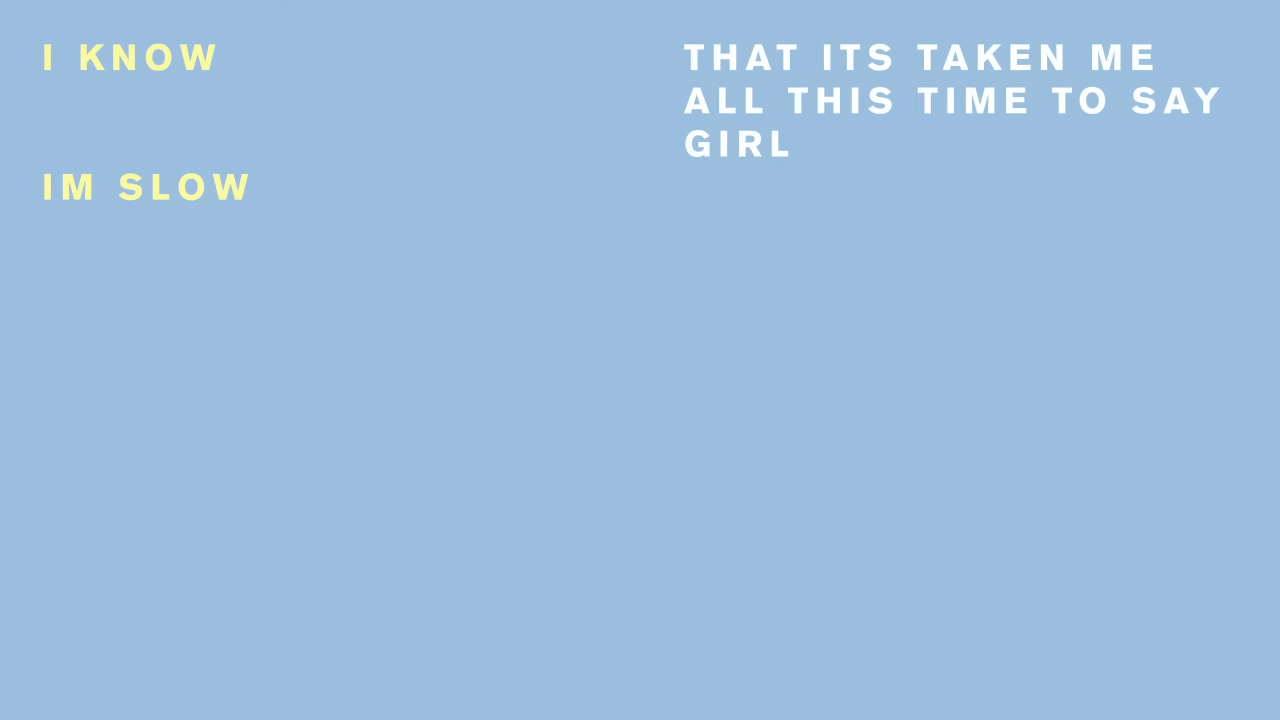 I KNOW
THAT ITS TAKEN ME
ALL THIS TIME TO SAY
GIRL
IM SLOW